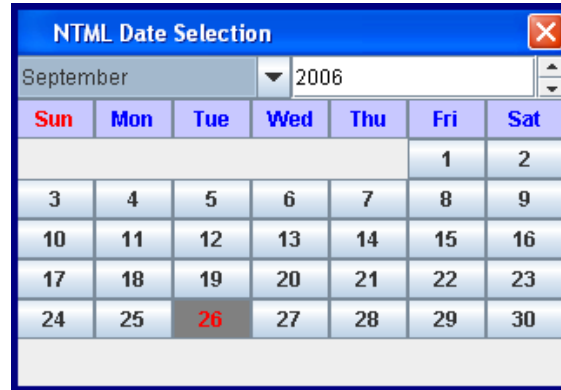 NTML Date Selection
September 2006
Sun Mon Tue Wed Thu Fri Sat
1 2
3 4 5 6 7 8 9
10 11 12 13 14 15 16
17 18 19 20 21 22 23
24 25 26 27 28 29 30